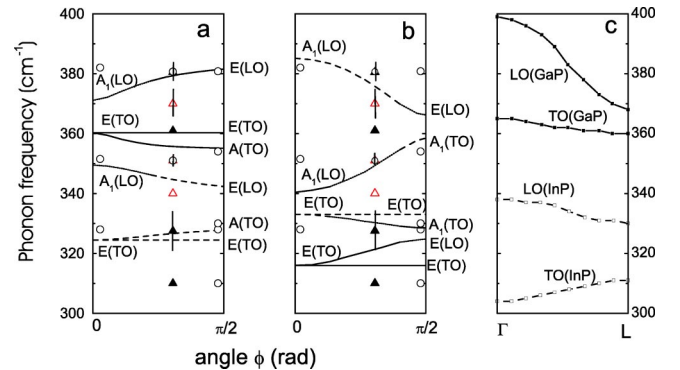 Phonon frequency (cm⁻¹)
400
380
360
340
320
300
a
A₁(LO)
E(LO)
E(TO)
E(TO)
A(TO)
A₁(LO)
E(LO)
A(TO)
E(TO)
E(TO)
0
π/2
b
A₁(LO)
E(LO)
A₁(TO)
A₁(LO)
E(TO)
A₁(TO)
E(LO)
E(TO)
E(TO)
0
π/2
angle ϕ (rad)
c
LO(GaP)
TO(GaP)
LO(InP)
TO(InP)
400
380
360
340
320
300
Γ
L